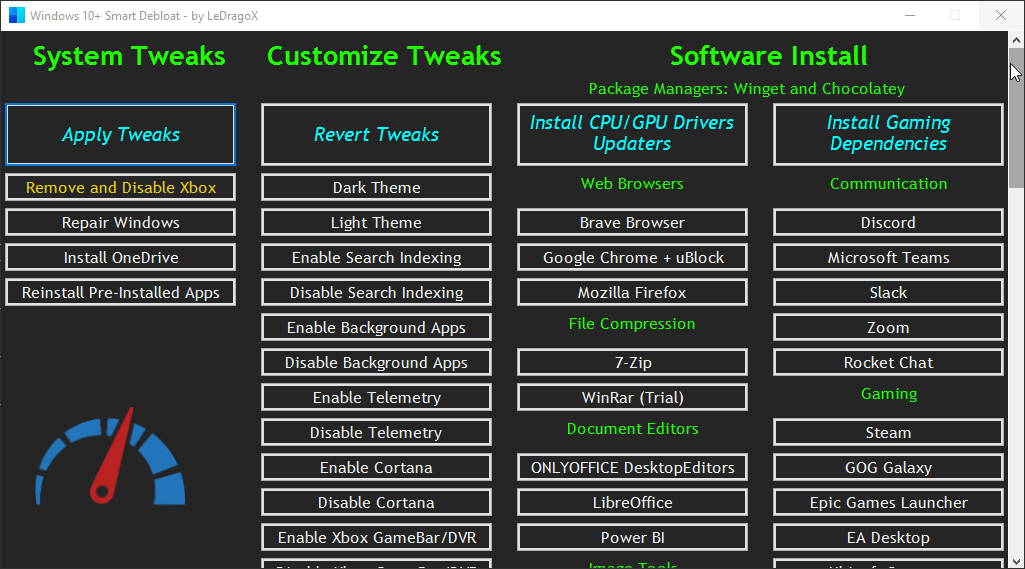 Windows 10+ Smart Debloat - by LeDragoX
System Tweaks
Apply Tweaks
Remove and Disable Xbox
Repair Windows
Install OneDrive
Reinstall Pre-Installed Apps
Customize Tweaks
Revert Tweaks
Dark Theme
Light Theme
Enable Search Indexing
Disable Search Indexing
Enable Background Apps
Disable Background Apps
Enable Telemetry
Disable Telemetry
Enable Cortana
Disable Cortana
Enable Xbox GameBar/DVR
Software Install
Package Managers: Winget and Chocolatey
Install CPU/GPU Drivers
Updaters
Web Browsers
Brave Browser
Google Chrome + uBlock
Mozilla Firefox
File Compression
7-Zip
WinRar (Trial)
Document Editors
ONLYOFFICE DesktopEditors
LibreOffice
Power BI
Image Tools
Install Gaming
Dependencies
Communication
Discord
Microsoft Teams
Slack
Zoom
Rocket Chat
Gaming
Steam
GOG Galaxy
Epic Games Launcher
EA Desktop